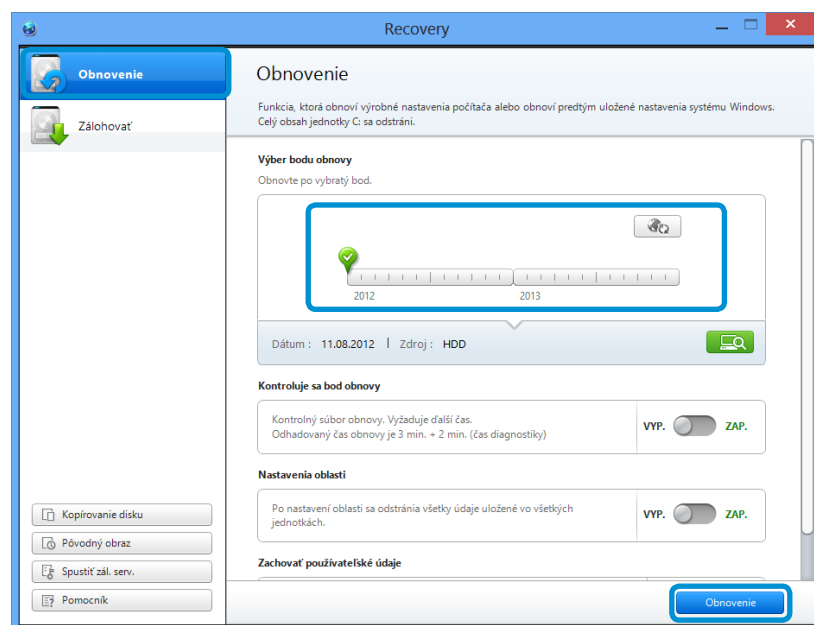 Recovery
Obnovenie
Zálohovať
Kopírovanie disku
Pôvodný obraz
Spustiť zál. serv.
Pomocník
Obnovenie
Funkcia, ktorá obnoví výrobné nastavenia počítača alebo obnoví predtým uložené nastavenia systému Windows.
Celý obsah jednotky C: sa odstráni.
Výber bodu obnovy
Obnovte po vybratý bod.
2012 2013
Dátum : 11.08.2012 | Zdroj : HDD
Kontroluje sa bod obnovy
Kontrolný súbor obnovy. Vyžaduje ďalší čas.
Odhadovaný čas obnovy je 3 min. + 2 min. (čas diagnostiky)
VYP. ZAP.
Nastavenia oblasti
Po nastavení oblasti sa odstránia všetky údaje uložené vo všetkých
jednotkách.
VYP. ZAP.
Zachovať používateľské údaje
Obnovenie